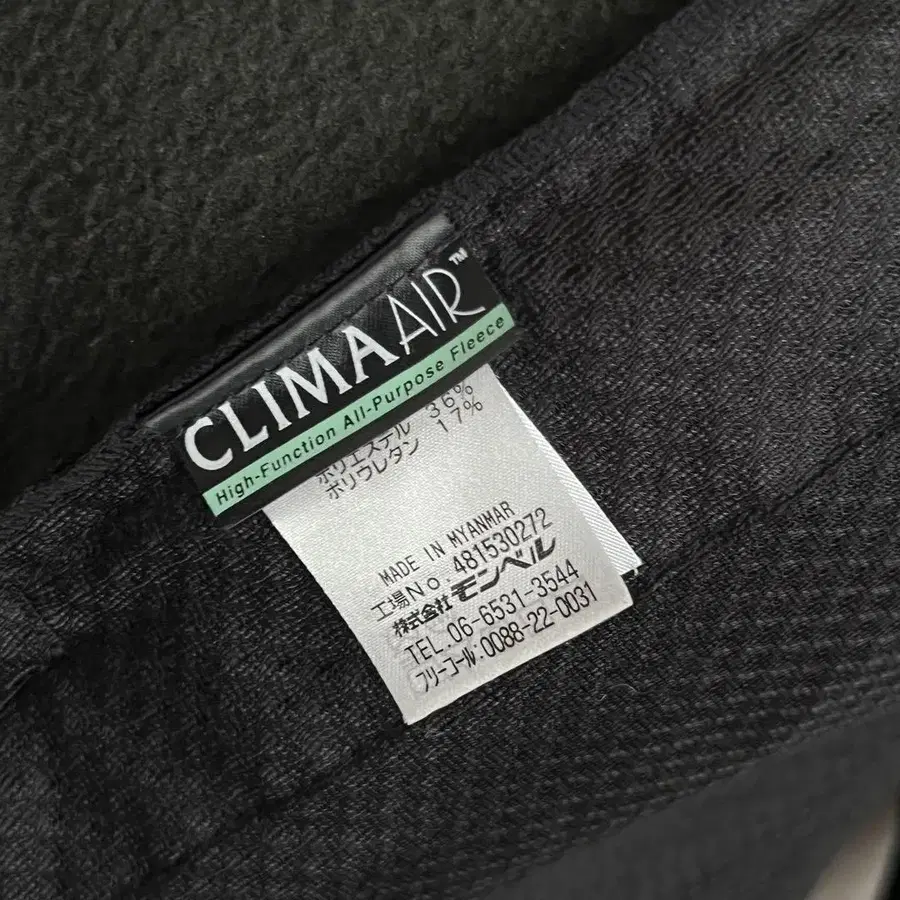 CLIMAAIR™
High-Function All-Purpose Fleece
ポリエステル 36%
ポリウレタン 17%
MADE IN MYANMAR
工場No. 481530272
株式会社 モンベル
TEL.06-6531-3544
フリーコール:0088-22-0031